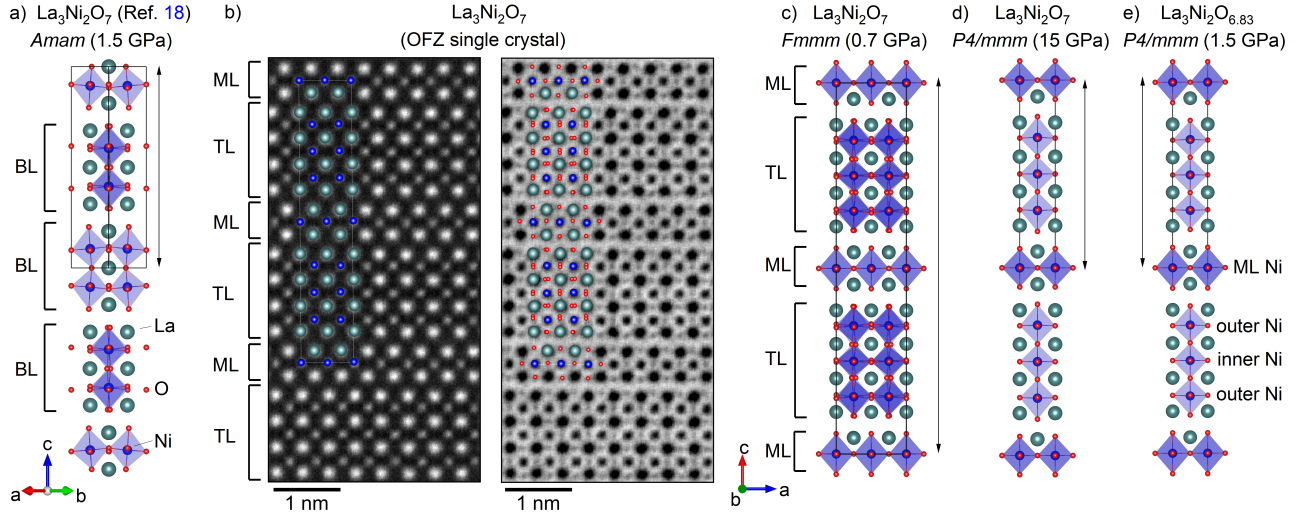 a) La3Ni2O7 (Ref. 18)
Amam (1.5 GPa)
BL
BL
BL
La
O
Ni
c
a
b
b) La3Ni2O7
(OFZ single crystal)
ML
TL
ML
TL
ML
TL
1 nm
1 nm
c) La3Ni2O7
Fmmm (0.7 GPa)
ML
TL
ML
TL
ML
c
b
a
d) La3Ni2O7
P4/mmm (15 GPa)
e) La3Ni2O6.83
P4/mmm (1.5 GPa)
ML Ni
outer Ni
inner Ni
outer Ni